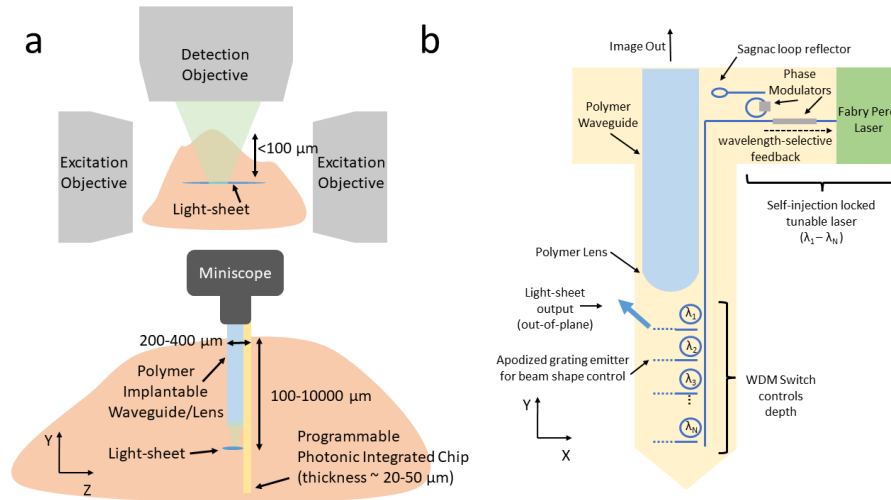 a
Detection
Objective
Excitation
Objective
<100 μm
Light-sheet
Excitation
Objective
Miniscope
200-400 μm
Polymer
Implantable
Waveguide/Lens
100-10000 μm
Light-sheet
Programmable
Photonic Integrated Chip
(thickness ~ 20-50 μm)
Y
Z
b
Image Out
Sagnac loop reflector
Phase
Modulators
Polymer
Waveguide
Fabry Pero
Laser
wavelength-selective
feedback
Self-injection locked
tunable laser
(λ1 – λN)
Polymer Lens
Light-sheet
output
(out-of-plane)
Apodized grating emitter
for beam shape control
λ1
λ2
λ3
⋮
λN
WDM Switch
controls
depth
Y
X